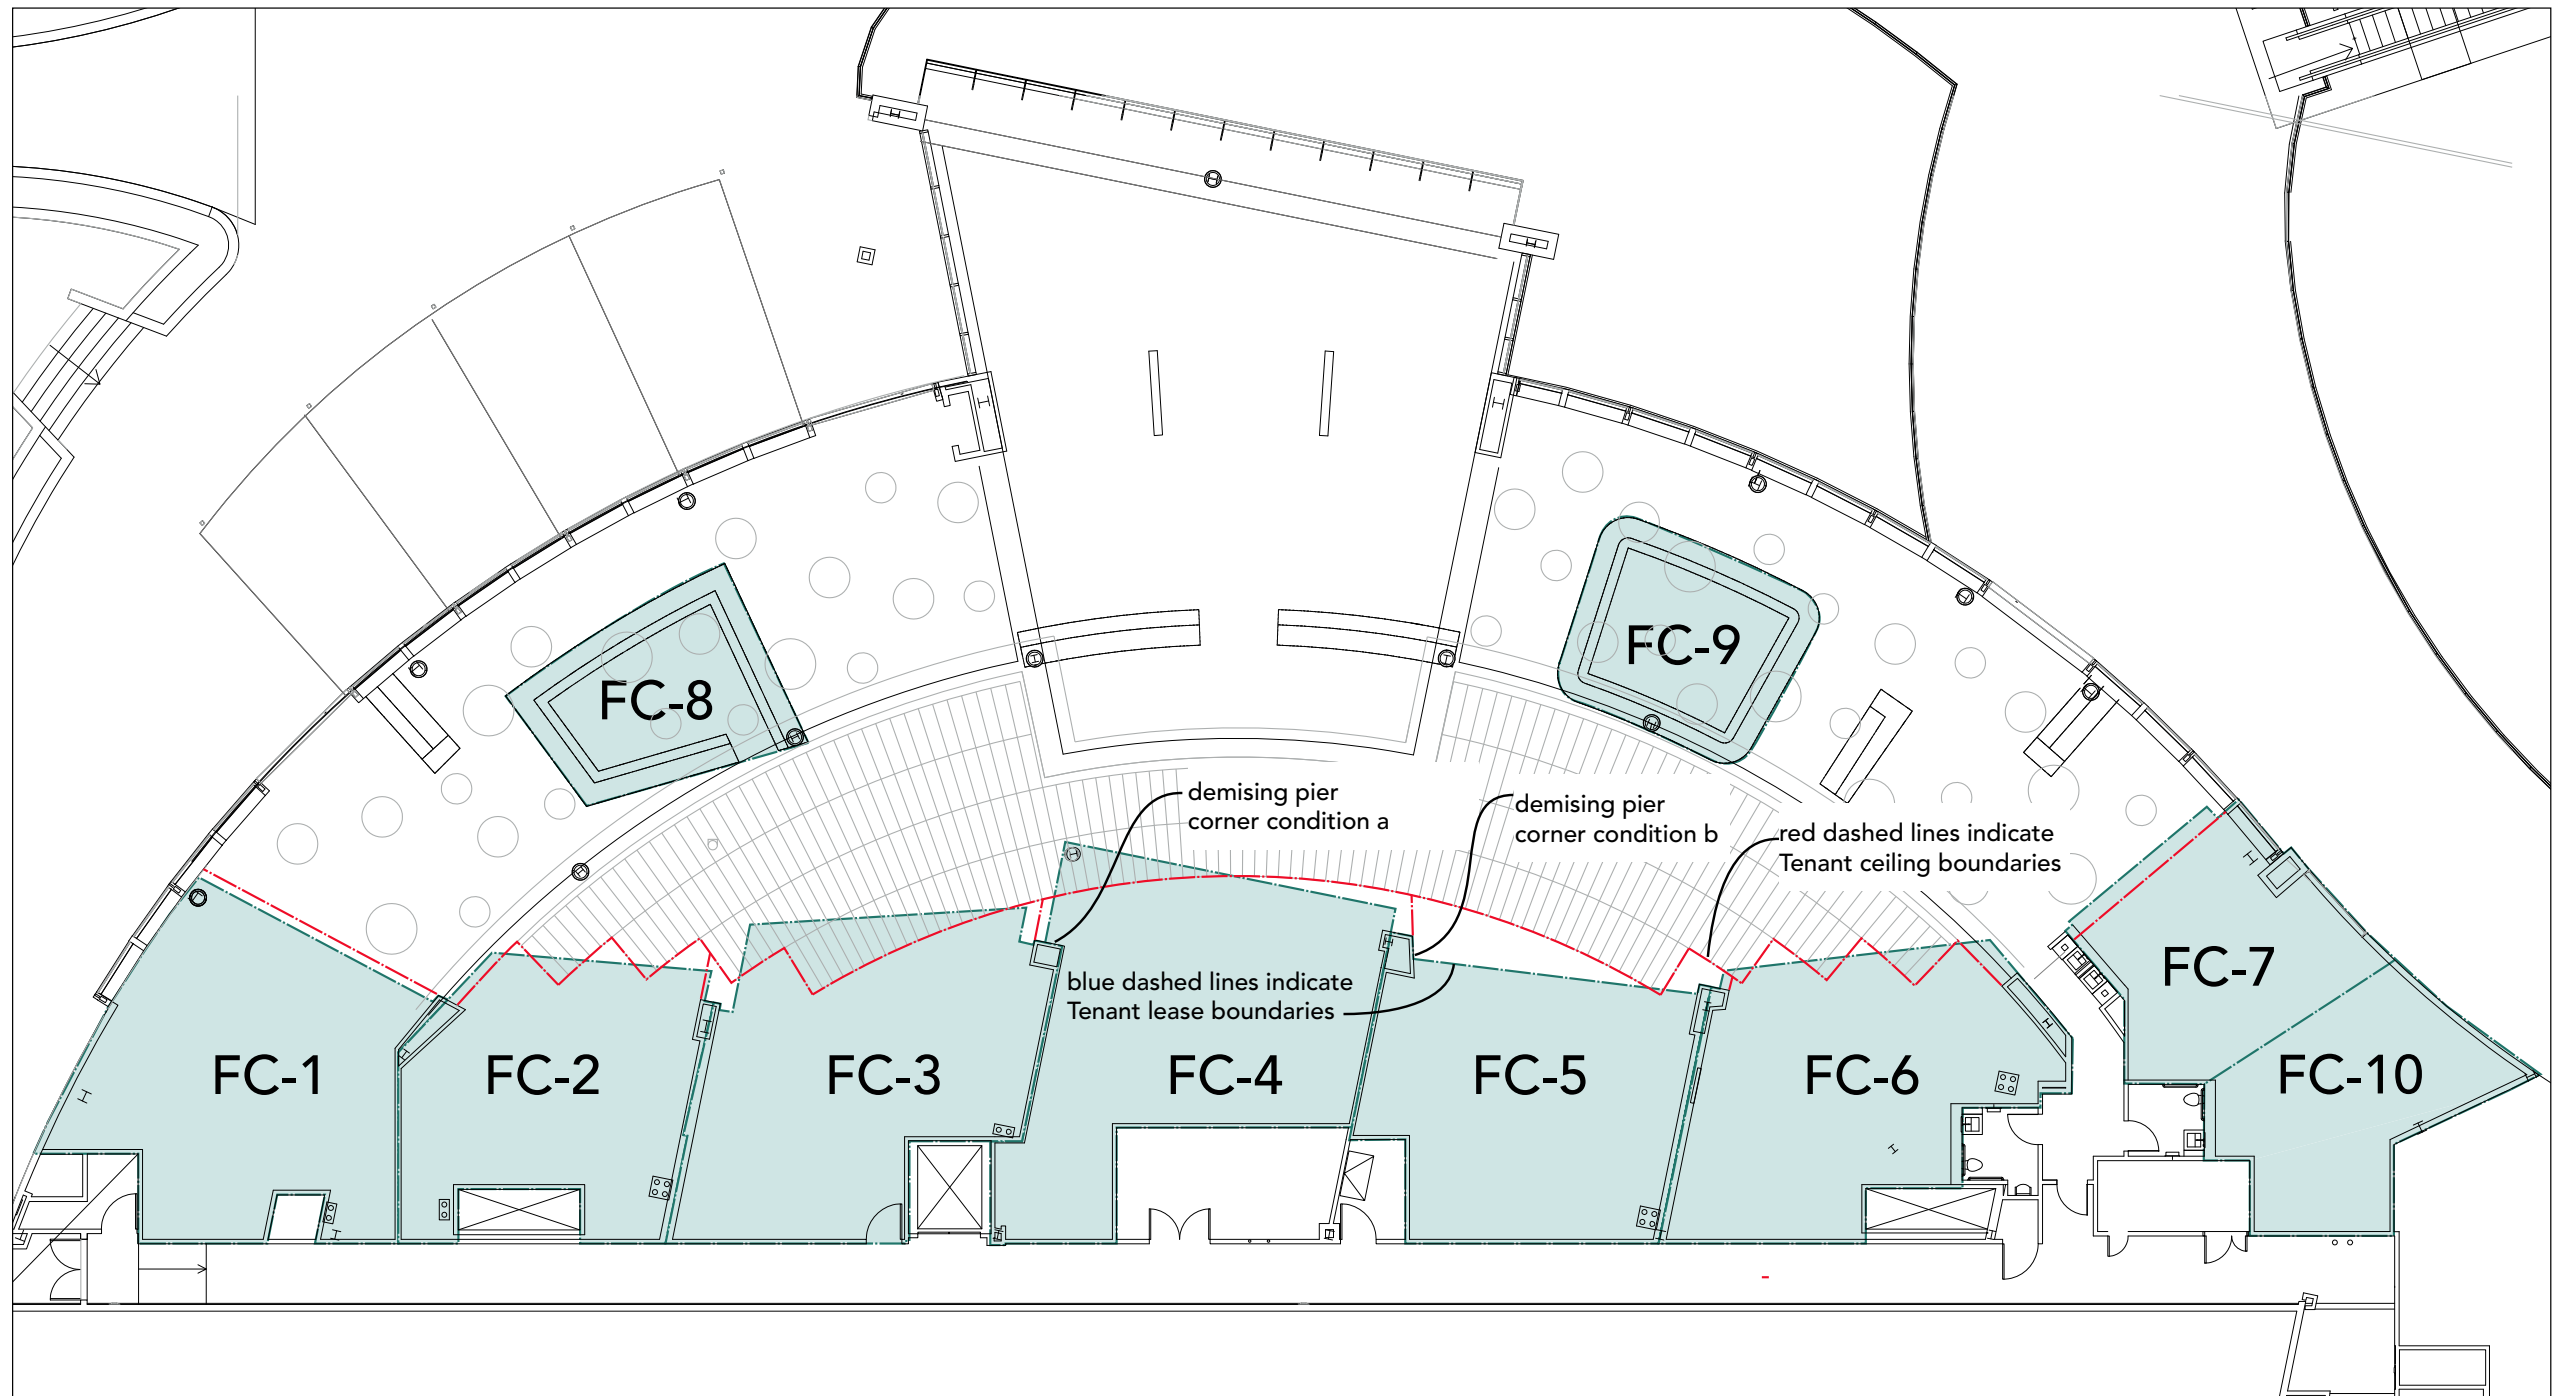 FC-8
FC-9
demising pier
corner condition a
demising pier
corner condition b
red dashed lines indicate
Tenant ceiling boundaries
blue dashed lines indicate
Tenant lease boundaries
FC-1
FC-2
FC-3
FC-4
FC-5
FC-6
FC-7
FC-10